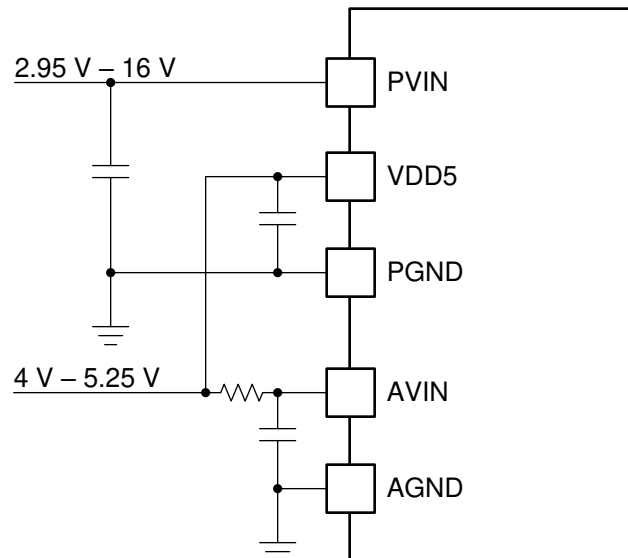 2.95 V – 16 V
PVIN
VDD5
PGND
4 V – 5.25 V
AVIN
AGND